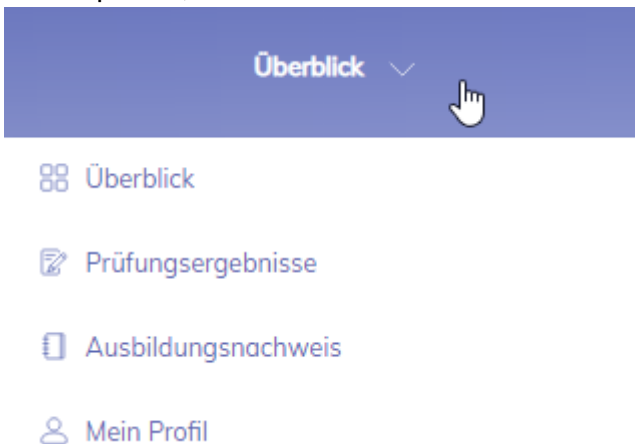 Überblick
Überblick
Prüfungsergebnisse
Ausbildungsnachweis
Mein Profil